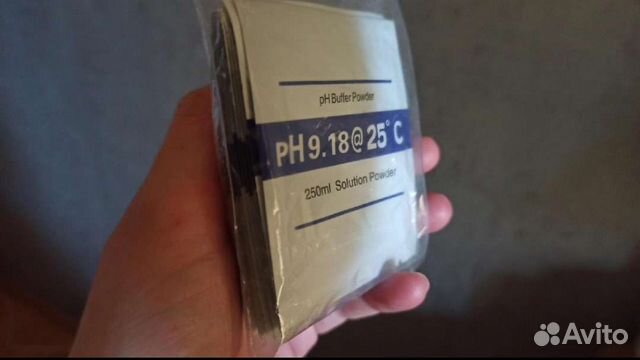 pH Buffer Powder
pH 9.18@ 25°C
250ml Solution Powder
Avito